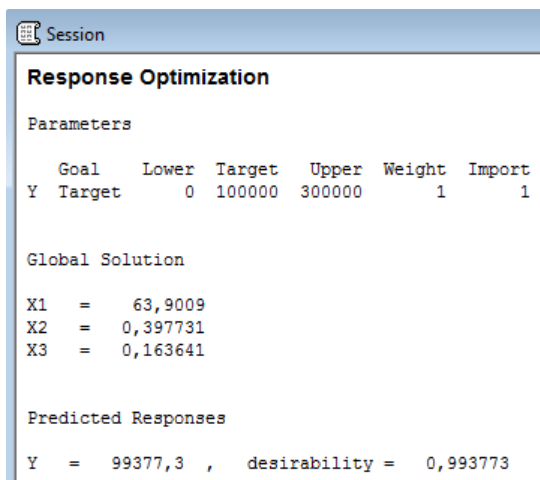 Session
Response Optimization
Parameters
Goal Lower Target Upper Weight Import
Y Target 0 100000 300000 1 1
Global Solution
X1 = 63,9009
X2 = 0,397731
X3 = 0,163641
Predicted Responses
Y = 99377,3 , desirability = 0,993773